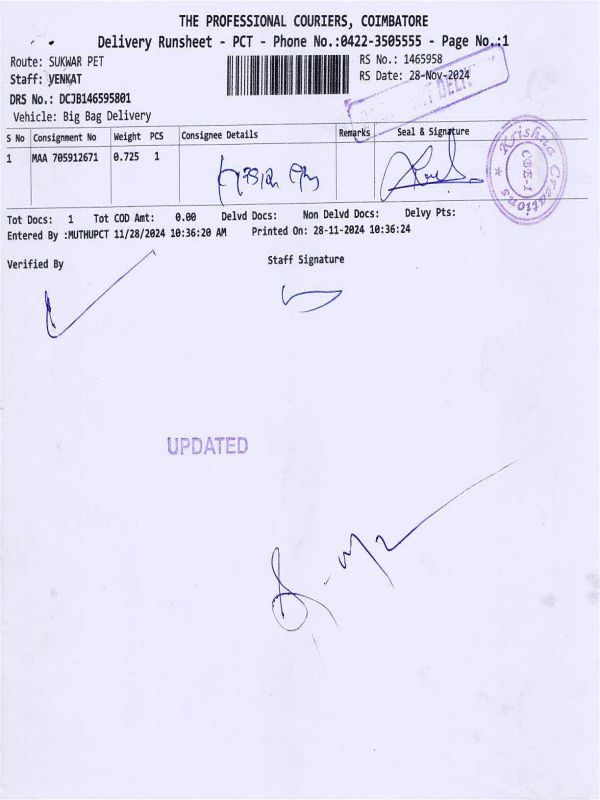 THE PROFESSIONAL COURIERS, COIMBATORE
Delivery Runsheet - PCT - Phone No.:0422-3505555 - Page No.:1
Route: SUKWAR PET
RS No.: 1465958
Staff: VENKAT
RS Date: 28-Nov-2024
DRS No.: DCJB146595801
Vehicle: Big Bag Delivery
S No Consignment No Weight PCS Consignee Details Remarks Seal & Signature
1 MAA 705912671 0.725 1
Krishna Creations
CBE-1
Tot Docs: 1 Tot COD Amt: 0.00 Delvd Docs: Non Delvd Docs: Delvy Pts:
Entered By :MUTHUPCT 11/28/2024 10:36:20 AM Printed On: 28-11-2024 10:36:24
Verified By
Staff Signature
UPDATED